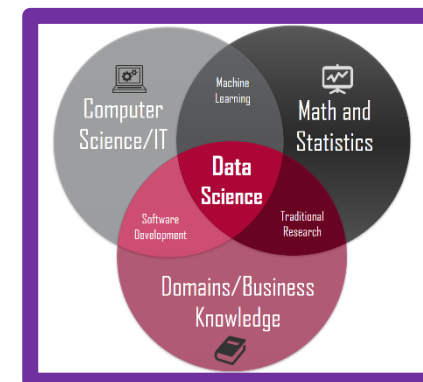 Computer
Science/IT
Machine
Learning
Math and
Statistics
Data
Science
Software
Development
Traditional
Research
Domains/Business
Knowledge